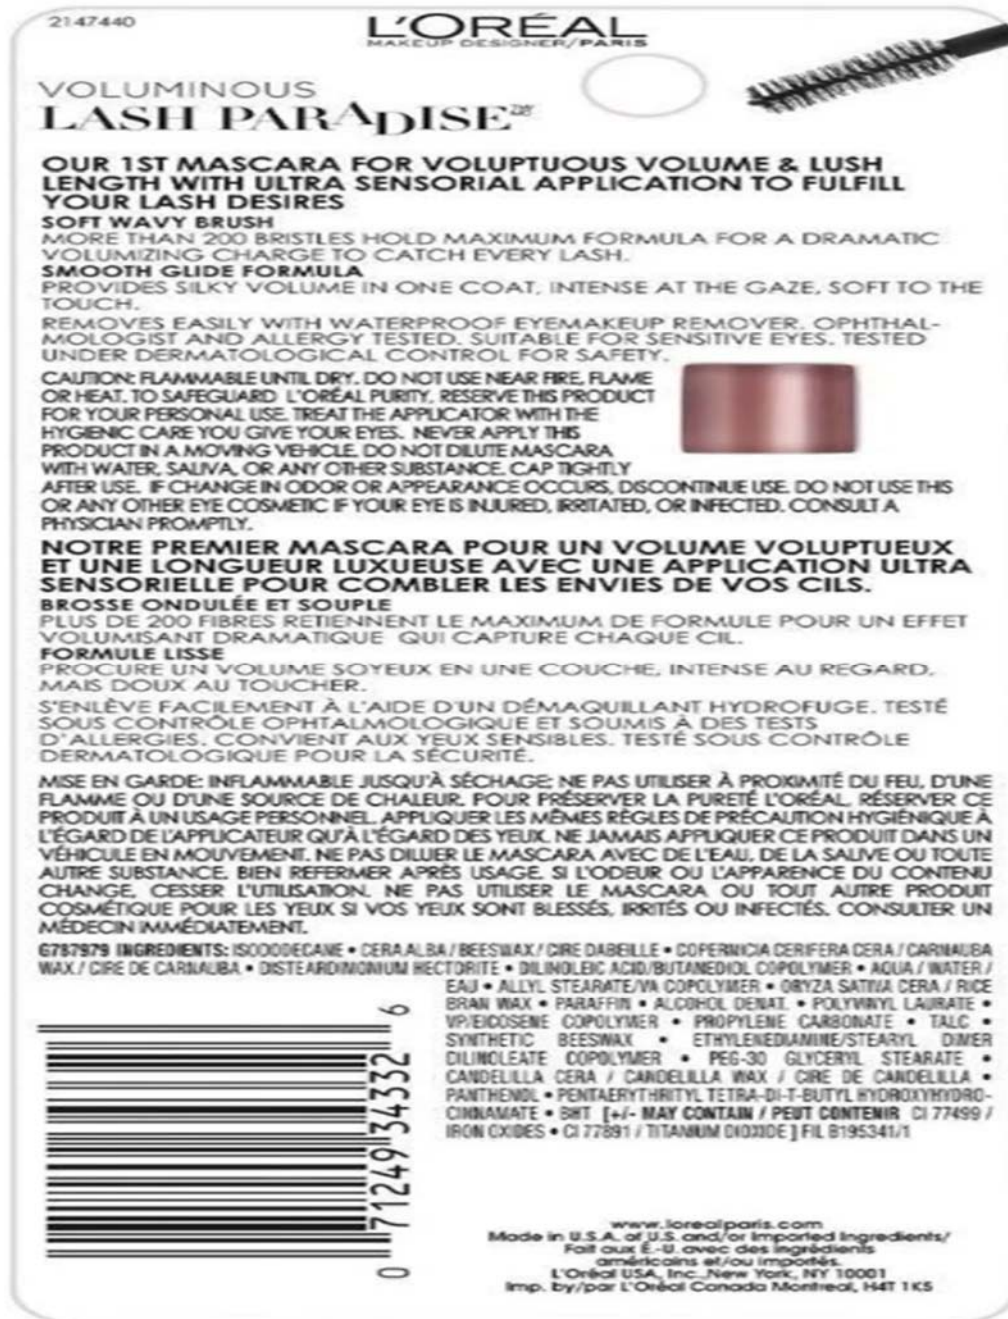 2147440
L'ORÉAL
MAKEUP DESIGNER/PARIS
VOLUMINOUS
LASH PARADISE
OUR 1ST MASCARA FOR VOLUPTUOUS VOLUME & LUSH
LENGTH WITH ULTRA SENSORIAL APPLICATION TO FULFILL
YOUR LASH DESIRES
SOFT WAVY BRUSH
MORE THAN 200 BRISTLES HOLD MAXIMUM FORMULA FOR A DRAMATIC
VOLUMIZING CHARGE TO CATCH EVERY LASH.
SMOOTH GLIDE FORMULA
PROVIDES SILKY VOLUME IN ONE COAT, INTENSE AT THE GAZE, SOFT TO THE
TOUCH.
REMOVES EASILY WITH WATERPROOF EYEMAKEUP REMOVER. OPHTHAL-
MOLOGIST AND ALLERGY TESTED. SUITABLE FOR SENSITIVE EYES. TESTED
UNDER DERMATOLOGICAL CONTROL FOR SAFETY.
CAUTION: FLAMMABLE UNTIL DRY. DO NOT USE NEAR FIRE, FLAME
OR HEAT. TO SAFEGUARD L'ORÉAL PURITY, RESERVE THIS PRODUCT
FOR YOUR PERSONAL USE. TREAT THE APPLICATOR WITH THE
HYGIENIC CARE YOU GIVE YOUR EYES. NEVER APPLY THIS
PRODUCT IN A MOVING VEHICLE. DO NOT DILUTE MASCARA
WITH WATER, SALIVA, OR ANY OTHER SUBSTANCE. CAP TIGHTLY
AFTER USE. IF CHANGE IN ODOR OR APPEARANCE OCCURS, DISCONTINUE USE. DO NOT USE THIS
OR ANY OTHER EYE COSMETIC IF YOUR EYE IS INJURED, IRRITATED, OR INFECTED. CONSULT A
PHYSICIAN PROMPTLY.
NOTRE PREMIER MASCARA POUR UN VOLUME VOLUPTUEUX
ET UNE LONGUEUR LUXUEUSE AVEC UNE APPLICATION ULTRA
SENSORIELLE POUR COMBLER LES ENVIES DE VOS CILS.
BROSSE ONDULÉE ET SOUPLE
PLUS DE 200 FIBRES RETIENNENT LE MAXIMUM DE FORMULE POUR UN EFFET
VOLUMISANT DRAMATIQUE QUI CAPTURE CHAQUE CIL.
FORMULE LISSE
PROCURE UN VOLUME SOYEUX EN UNE COUCHE, INTENSE AU REGARD,
MAIS DOUX AU TOUCHER.
S'ENLÈVE FACILEMENT À L'AIDE D'UN DÉMAQUILLANT HYDROFUGE. TESTÉ
SOUS CONTRÔLE OPHTALMOLOGIQUE ET SOUMIS À DES TESTS
D'ALLERGIES. CONVIENT AUX YEUX SENSIBLES. TESTÉ SOUS CONTRÔLE
DERMATOLOGIQUE POUR LA SÉCURITÉ.
MISE EN GARDE: INFLAMMABLE JUSQU'À SÉCHAGE; NE PAS UTILISER À PROXIMITÉ DU FEU, D'UNE
FLAMME OU D'UNE SOURCE DE CHALEUR. POUR PRÉSERVER LA PURETÉ L'ORÉAL, RÉSERVER CE
PRODUIT À UN USAGE PERSONNEL. APPLIQUER LES MÊMES RÈGLES DE PRÉCAUTION HYGIÉNIQUE À
L'ÉGARD DE L'APPLICATEUR QU'À L'ÉGARD DES YEUX. NE JAMAIS APPLIQUER CE PRODUIT DANS UN
VÉHICULE EN MOUVEMENT. NE PAS DILUER LE MASCARA AVEC DE L'EAU, DE LA SALIVE OU TOUTE
AUTRE SUBSTANCE. BIEN REFERMER APRÈS USAGE. SI L'ODEUR OU L'APPARENCE DU CONTENU
CHANGE, CESSER L'UTILISATION. NE PAS UTILISER LE MASCARA OU TOUT AUTRE PRODUIT
COSMÉTIQUE POUR LES YEUX SI VOS YEUX SONT BLESSÉS, IRRITÉS OU INFECTÉS. CONSULTER UN
MÉDECIN IMMÉDIATEMENT.
G787979 INGREDIENTS: ISODODECANE • CERA ALBA / BEESWAX / CIRE DABEILLE • COPERNICIA CERIFERA CERA / CARNAUBA
WAX / CIRE DE CARNAUBA • DISTEARDIMONIUM HECTORITE • DILINOLEIC ACID/BUTANEDIOL COPOLYMER • AQUA / WATER /
EAU • ALLYL STEARATE/VA COPOLYMER • ORYZA SATIVA CERA / RICE
BRAN WAX • PARAFFIN • ALCOHOL DENAT. • POLYVINYL LAURATE •
VP/EICOSENE COPOLYMER • PROPYLENE CARBONATE • TALC •
SYNTHETIC BEESWAX • ETHYLENEDIAMINE/STEARYL DIMER
DILINOLEATE COPOLYMER • PEG-30 GLYCERYL STEARATE •
CANDELILLA CERA / CANDELILLA WAX / CIRE DE CANDELILLA •
PANTHENOL • PENTAERYTHRITYL TETRA-DI-T-BUTYL HYDROXYHYDRO-
CINNAMATE • BHT [+/- MAY CONTAIN / PEUT CONTENIR CI 77499 /
IRON OXIDES • CI 77891 / TITANIUM DIOXIDE ] FIL B195341/1
0 71249 34332 6
www.lorealparis.com
Made in U.S.A. of U.S. and/or Imported Ingredients/
Fait aux É.-U. avec des ingrédients
américains et/ou importés.
L'Oréal USA, Inc., New York, NY 10001
Imp. by/par L'Oréal Canada Montreal, H4T 1K5